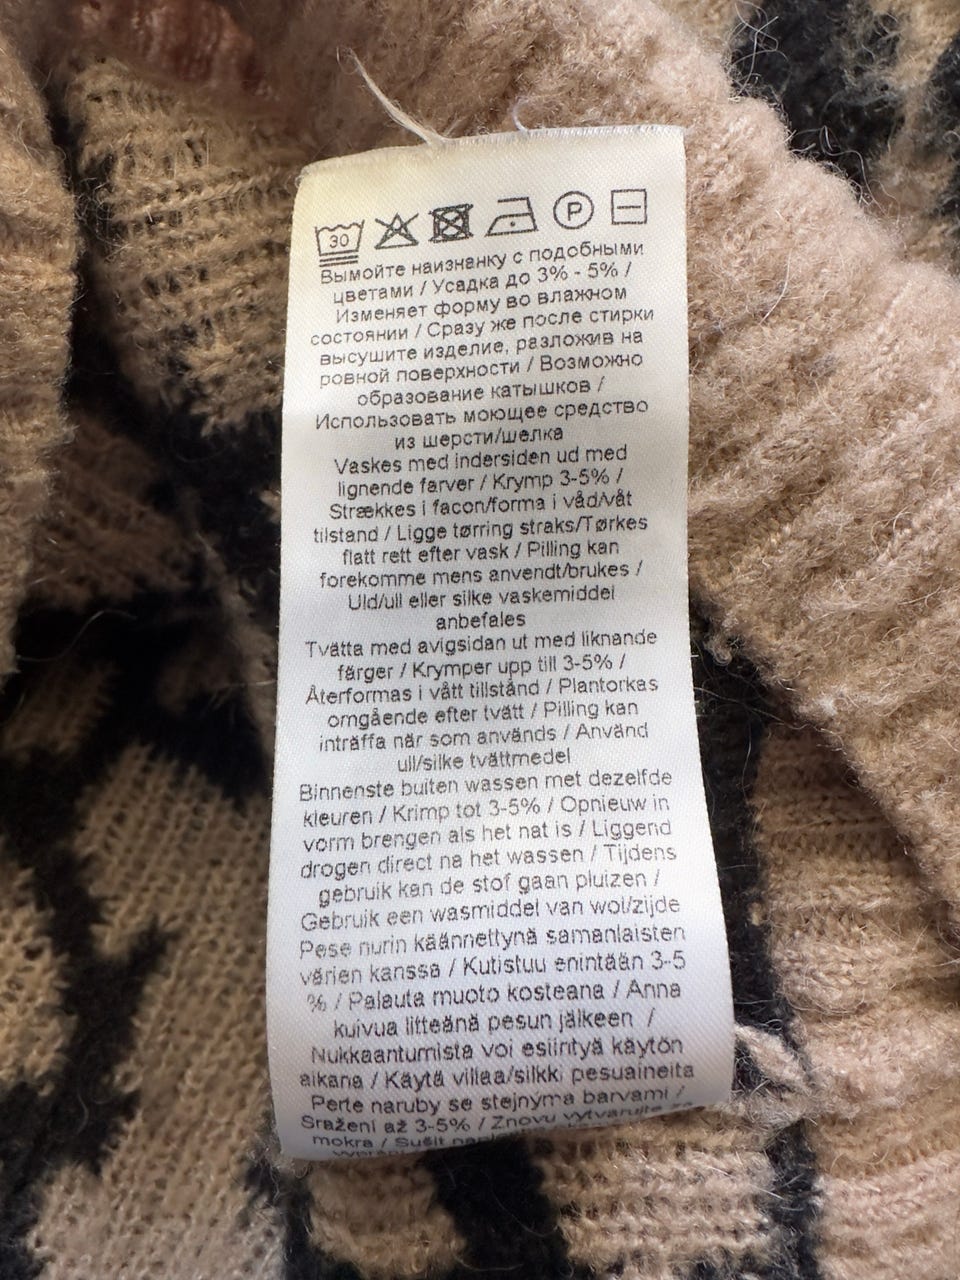 30 P
Вымойте наизнанку с подобными
цветами / Усадка до 3% - 5% /
Изменяет форму во влажном
состоянии / Сразу же после стирки
высушите изделие, разложив на
ровной поверхности / Возможно
образование катышков /
Использовать моющее средство
из шерсти/шелка
Vaskes med indersiden ud med
lignende farver / Krymp 3-5% /
Strækkes i facon/forma i våd/våt
tilstand / Ligge tørring straks/Tørkes
flatt rett efter vask / Pilling kan
forekomme mens anvendt/brukes /
Uld/ull eller silke vaskemiddel
anbefales
Tvätta med avigsidan ut med liknande
färger / Krymper upp till 3-5% /
Återformas i vått tillstånd / Plantorkas
omgående efter tvätt / Pilling kan
inträffa när som används / Använd
ull/silke tvättmedel
Binnenste buiten wassen met dezelfde
kleuren / Krimp tot 3-5% / Opnieuw in
vorm brengen als het nat is / Liggend
drogen direct na het wassen / Tijdens
gebruik kan de stof gaan pluizen /
Gebruik een wasmiddel van wol/zijde
Pese nurin käännettynä samanlaisten
värien kanssa / Kutistuu enintään 3-5
% / Palauta muoto kosteana / Anna
kuivua litteänä pesun jälkeen /
Nukkaantumista voi esiintyä käytön
aikana / Käytä villaa/silkki pesuaineita
Perte naruby se stejnyma barvami /
Sražení až 3-5% / Znovu vytvarujte za
mokra / Sušit